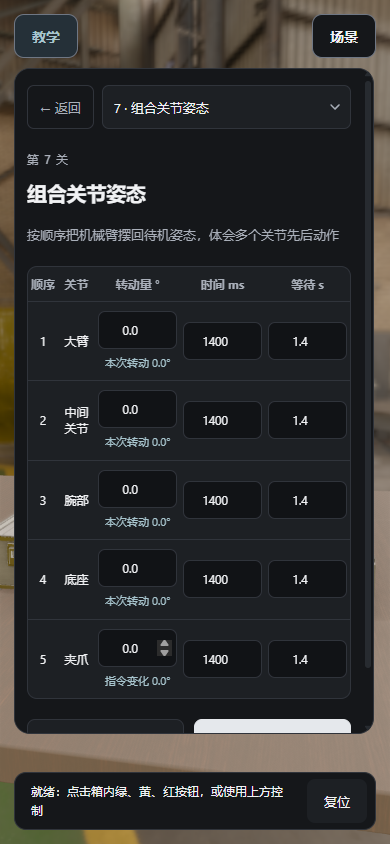 教学
场景
← 返回
7 · 组合关节姿态
第 7 关
组合关节姿态
按顺序把机械臂摆回待机姿态，体会多个关节先后动作
顺序 关节 转动量 ° 时间 ms 等待 s
1 大臂 0.0 1400 1.4
本次转动 0.0°
2 中间关节 0.0 1400 1.4
本次转动 0.0°
3 腕部 0.0 1400 1.4
本次转动 0.0°
4 底座 0.0 1400 1.4
本次转动 0.0°
5 夹爪 0.0 1400 1.4
指令变化 0.0°
就绪：点击箱内绿、黄、红按钮，或使用上方控
制
复位